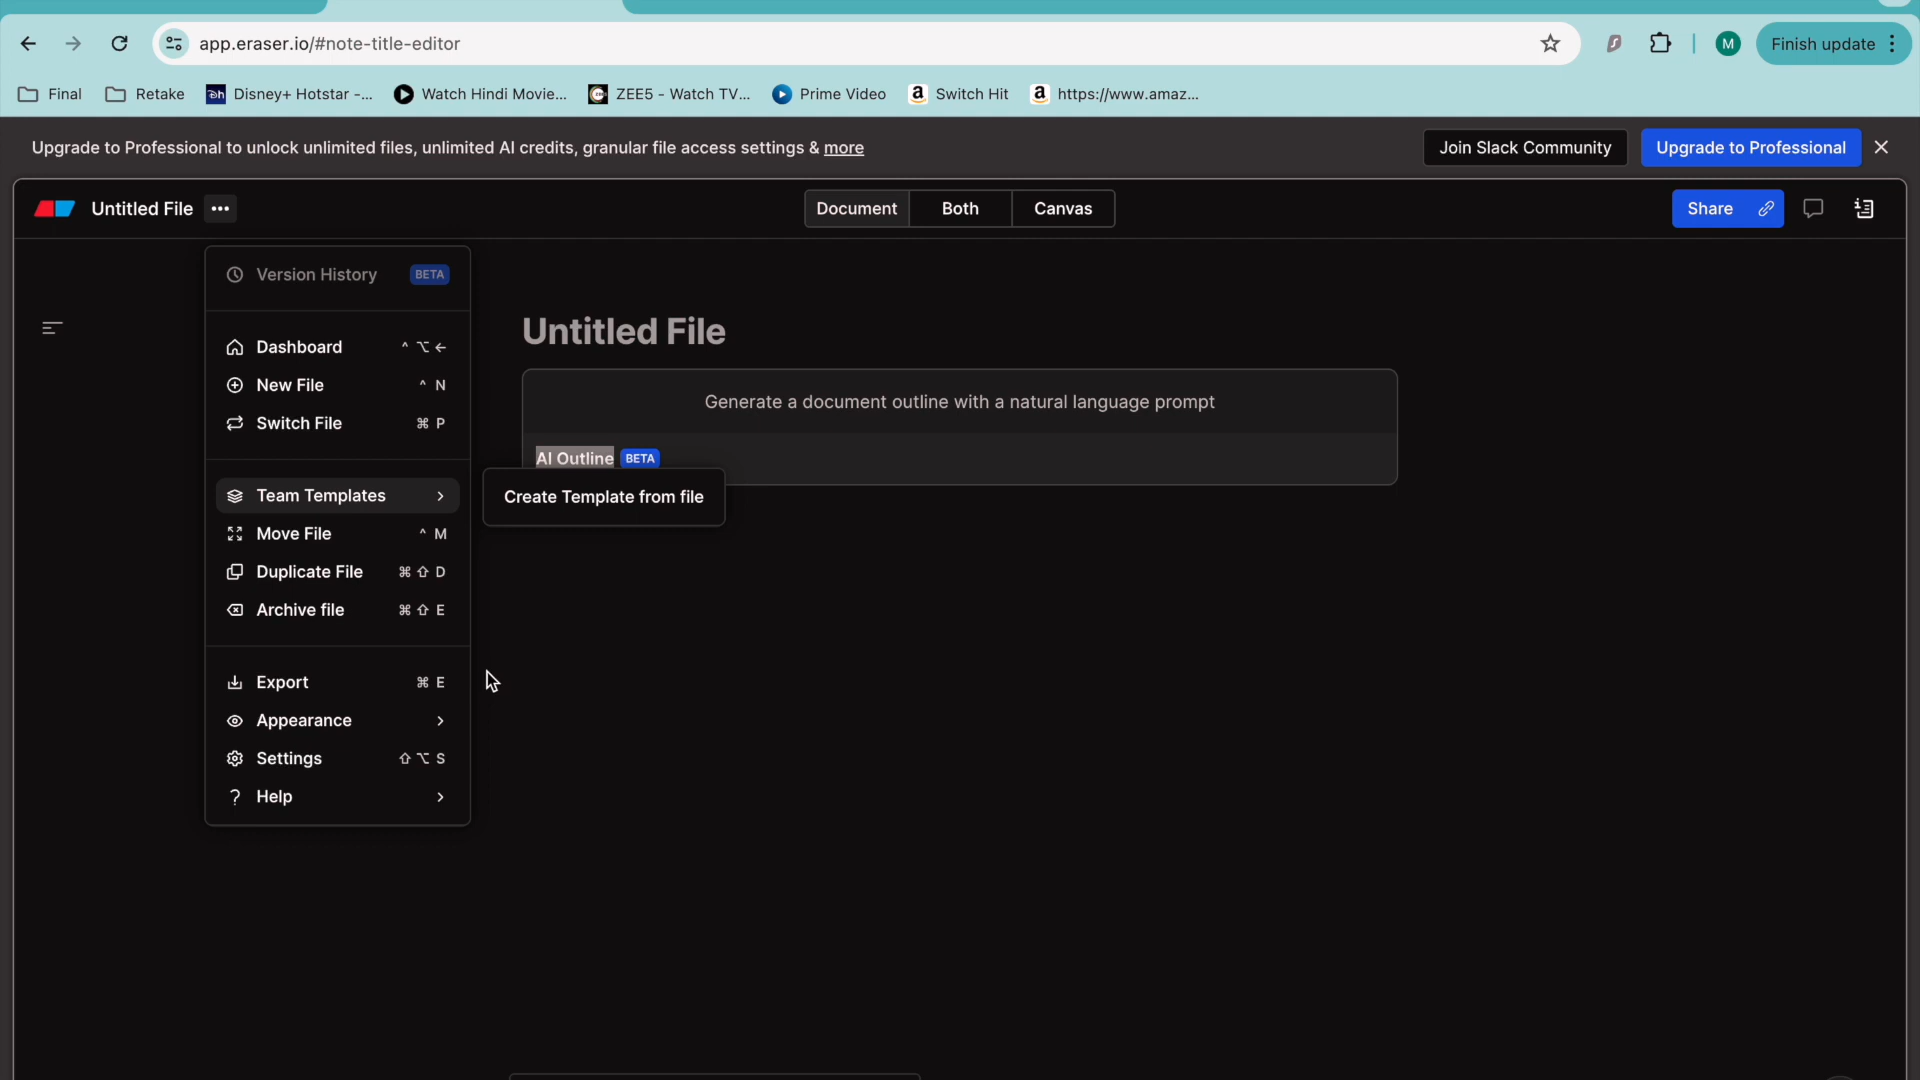 app.eraser.io/#note-title-editor
M
Finish update
Final
Retake
Disney+ Hotstar -...
Watch Hindi Movie...
ZEE5 - Watch TV...
Prime Video
Switch Hit
https://www.amaz...
Upgrade to Professional to unlock unlimited files, unlimited AI credits, granular file access settings & more
Join Slack Community
Upgrade to Professional
Untitled File
Document
Both
Canvas
Share
Version History BETA
Dashboard ^ ⌥ ←
New File ^ N
Switch File ⌘ P
Team Templates
Create Template from file
Move File ^ M
Duplicate File ⌘ ⇧ D
Archive file ⌘ ⇧ E
Export ⌘ E
Appearance
Settings ⇧ ⌥ S
Help
Untitled File
Generate a document outline with a natural language prompt
AI Outline BETA